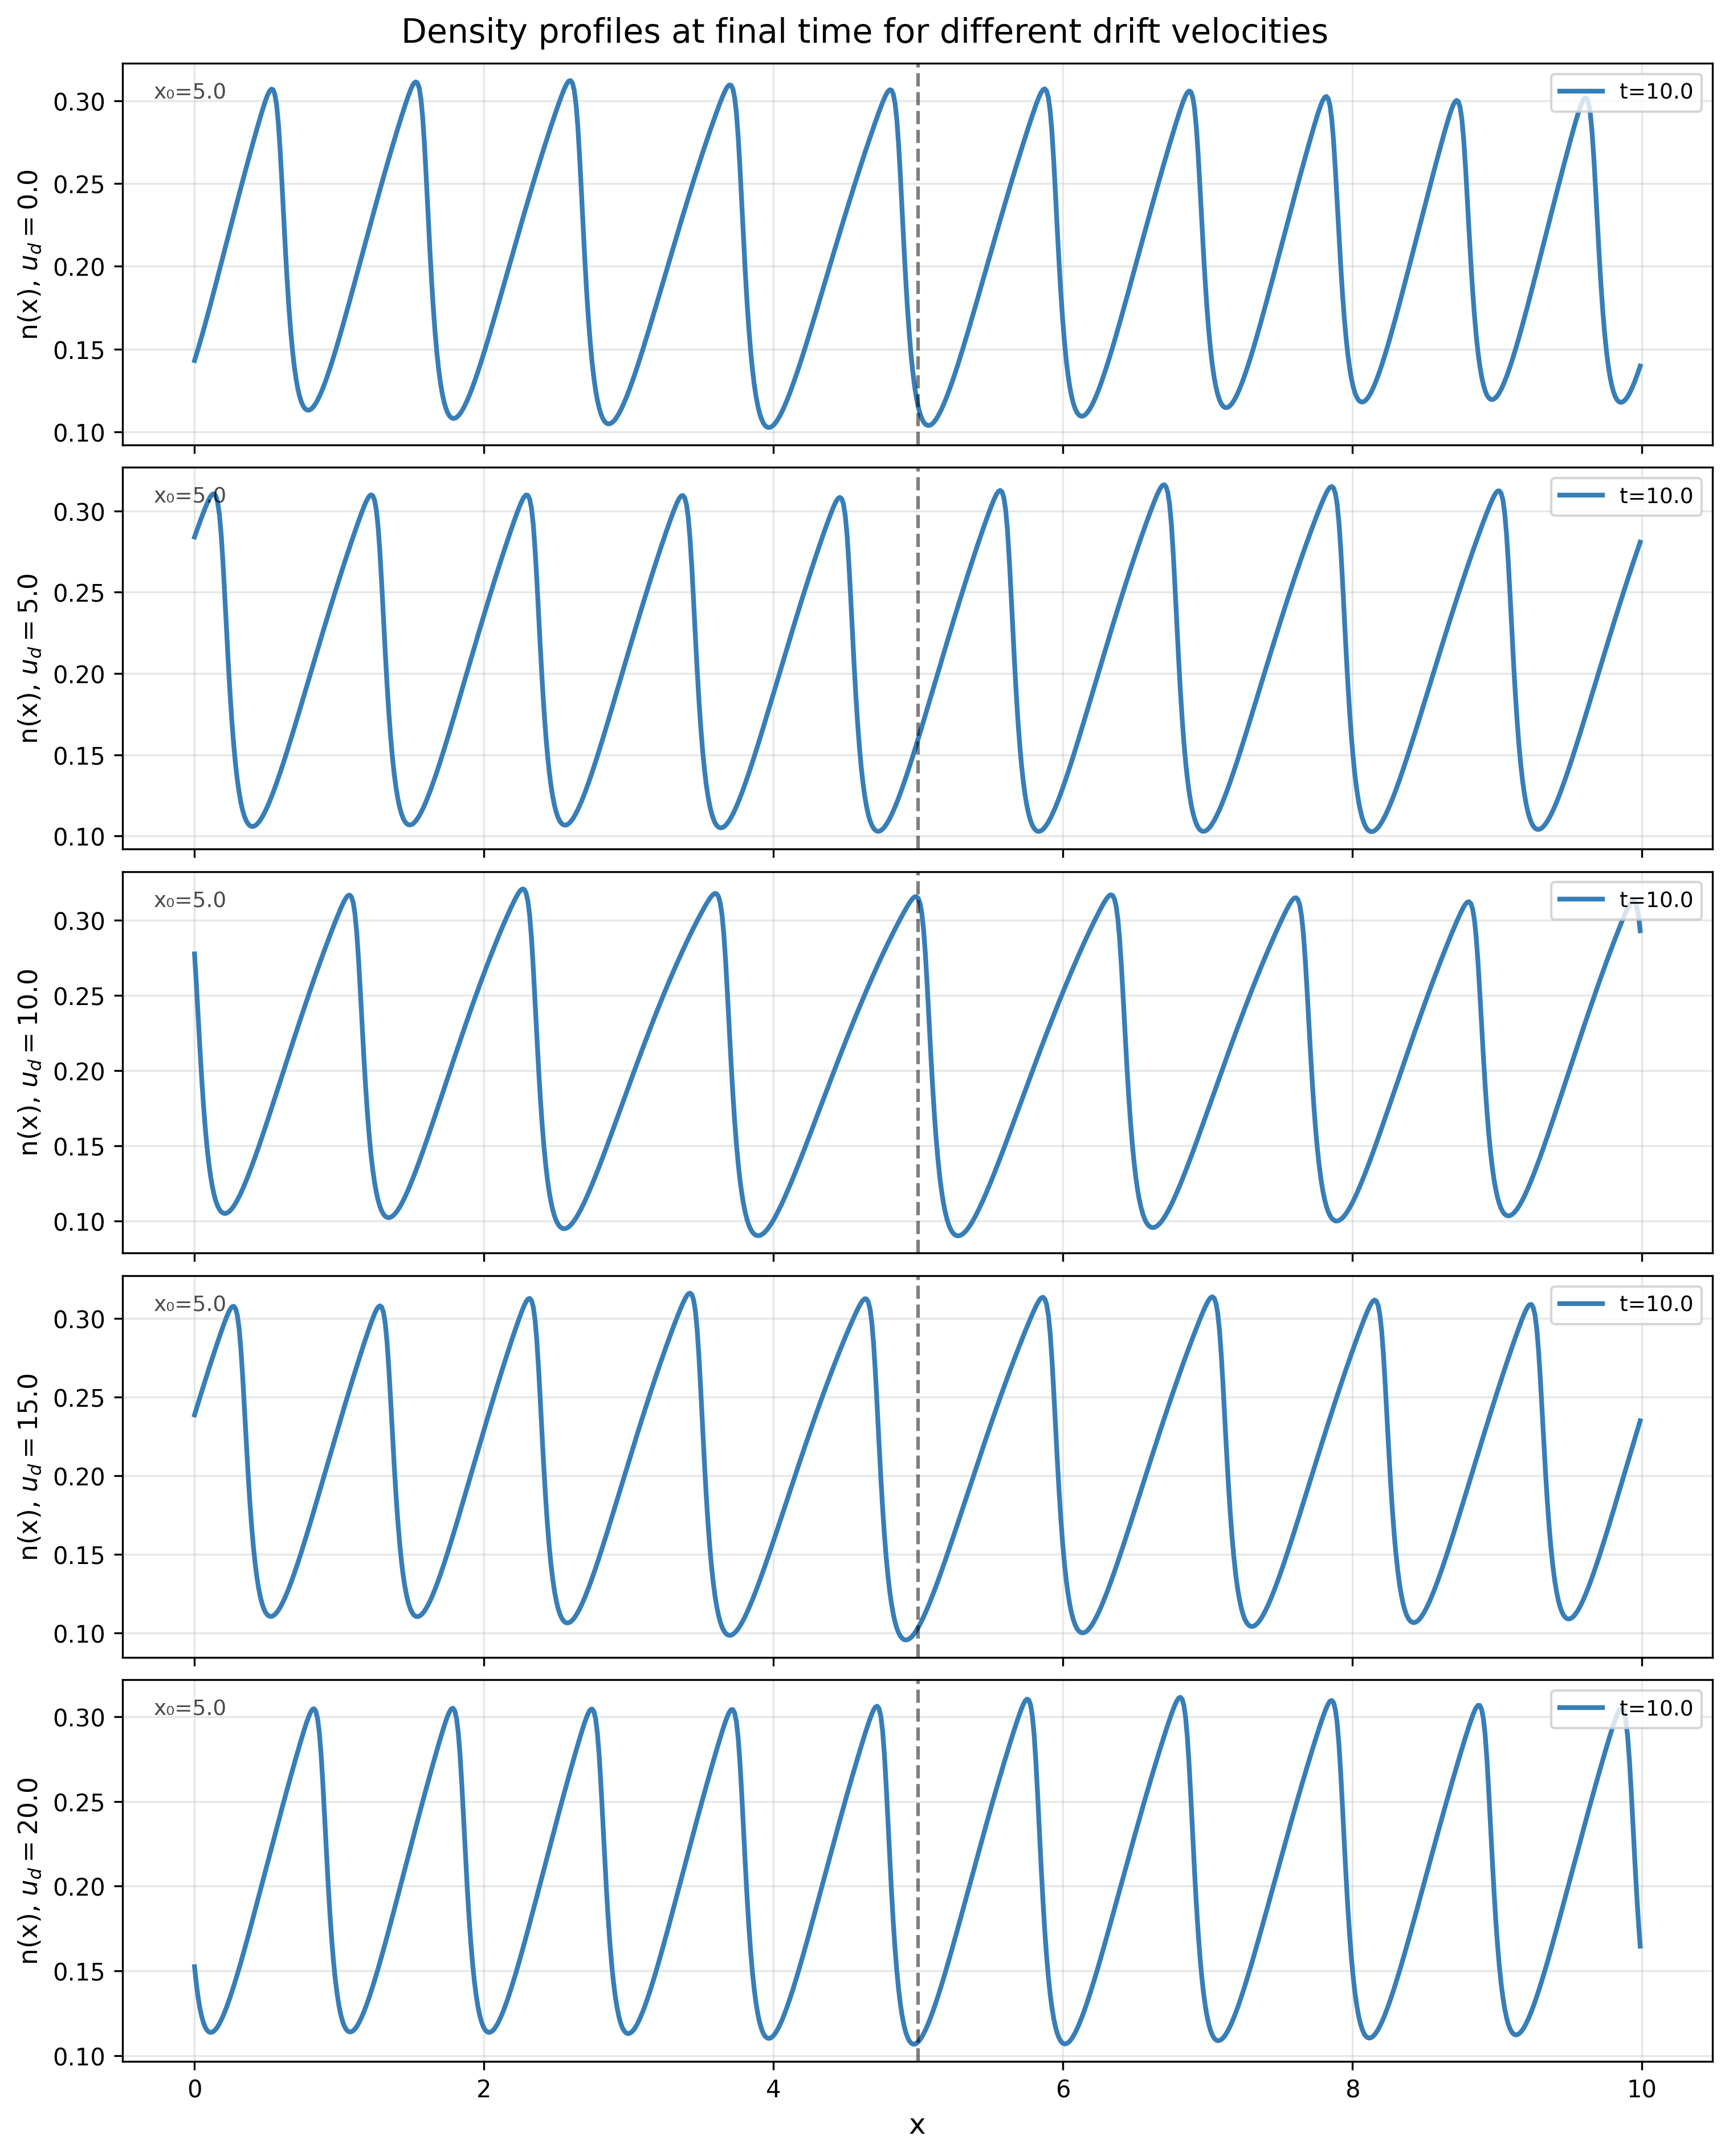 Density profiles at final time for different drift velocities
x₀=5.0
t=10.0
0.30
0.25
0.20
0.15
0.10
n(x), u_d = 0.0
x₀=5.0
t=10.0
0.30
0.25
0.20
0.15
0.10
n(x), u_d = 5.0
x₀=5.0
t=10.0
0.30
0.25
0.20
0.15
0.10
n(x), u_d = 10.0
x₀=5.0
t=10.0
0.30
0.25
0.20
0.15
0.10
n(x), u_d = 15.0
x₀=5.0
t=10.0
0.30
0.25
0.20
0.15
0.10
n(x), u_d = 20.0
0 2 4 6 8 10
x